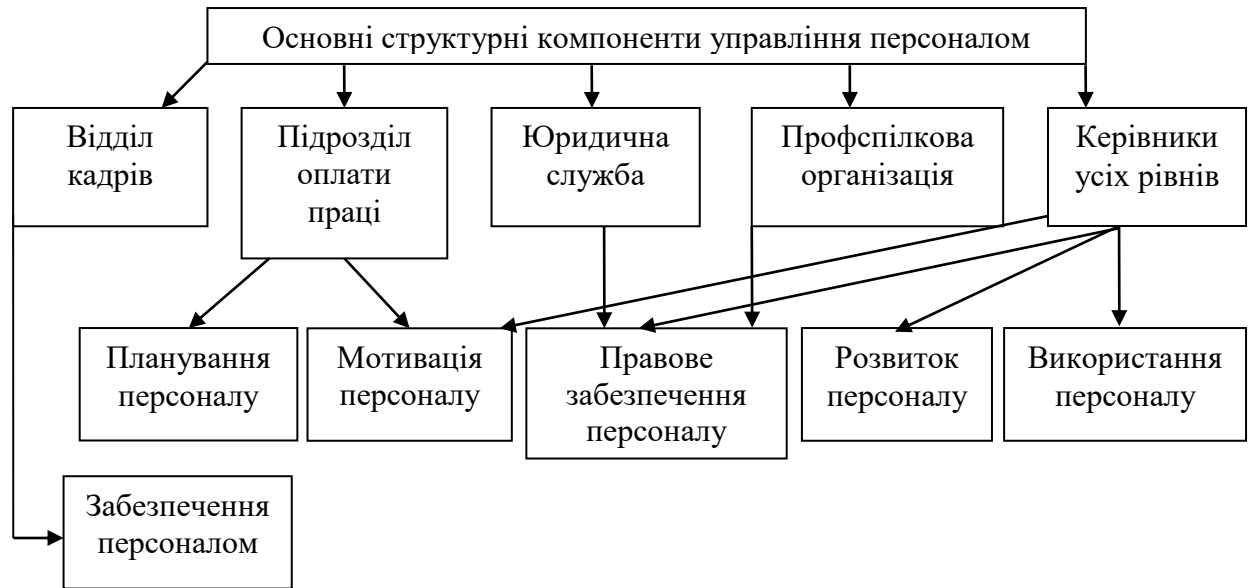 Основні структурні компоненти управління персоналом
Відділ
кадрів
Підрозділ
оплати
праці
Юридична
служба
Профспілкова
організація
Керівники
усіх рівнів
Планування
персоналу
Мотивація
персоналу
Правове
забезпечення
персоналу
Розвиток
персоналу
Використання
персоналу
Забезпечення
персоналом